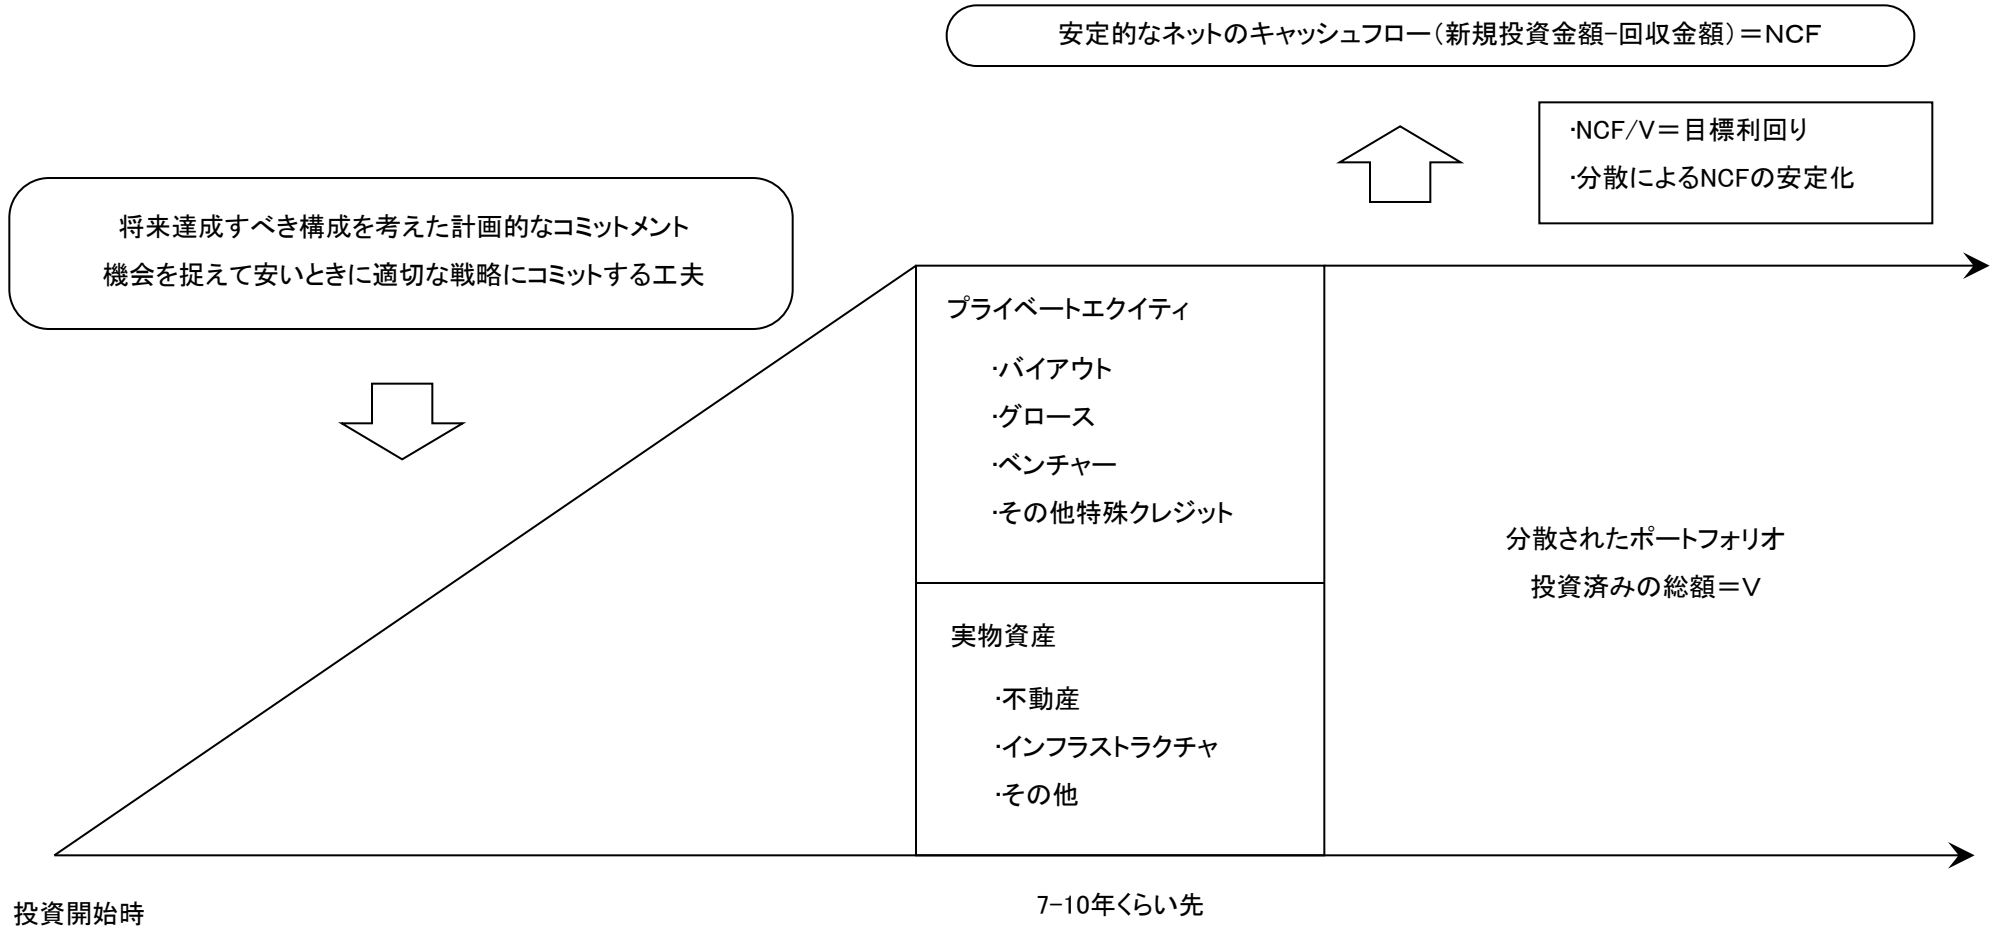 安定的なネットのキャッシュフロー(新規投資金額-回収金額)=NCF
・NCF/V=目標利回り
・分散によるNCFの安定化
将来達成すべき構成を考えた計画的なコミットメント
機会を捉えて安いときに適切な戦略にコミットする工夫
プライベートエクイティ
・バイアウト
・グロース
・ベンチャー
・その他特殊クレジット
分散されたポートフォリオ
投資済みの総額=V
実物資産
・不動産
・インフラストラクチャ
・その他
投資開始時
7-10年くらい先